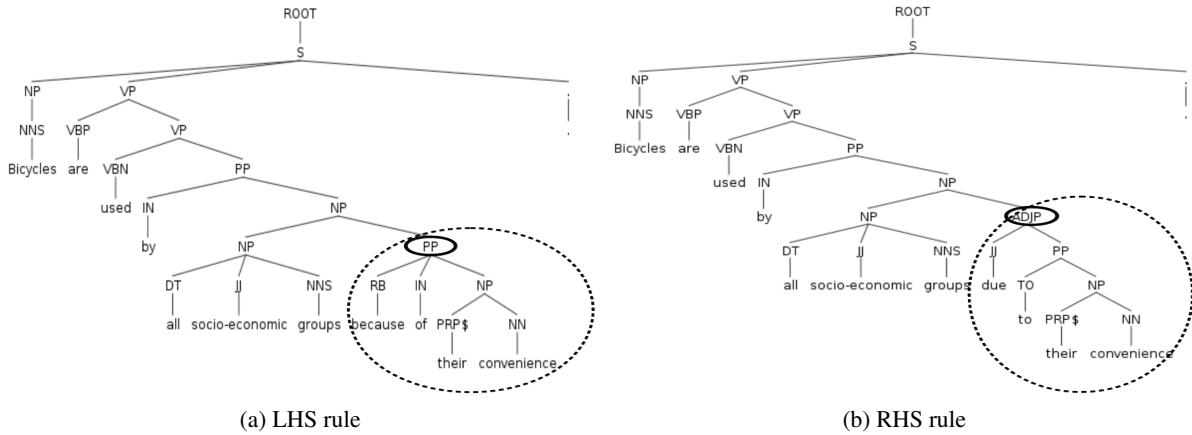 ROOT
S
NP VP .
NNS VBP VP .
Bicycles are VBN PP
used IN NP
by NP PP
DT JJ NNS RB IN NP
all socio-economic groups because of PRP$ NN
their convenience
(a) LHS rule
ROOT
S
NP VP
NNS VBP VP
Bicycles are VBN PP
used IN NP
by NP ADJP
DT JJ NNS JJ PP
all socio-economic groups due TO NP
to PRP$ NN
their convenience
(b) RHS rule